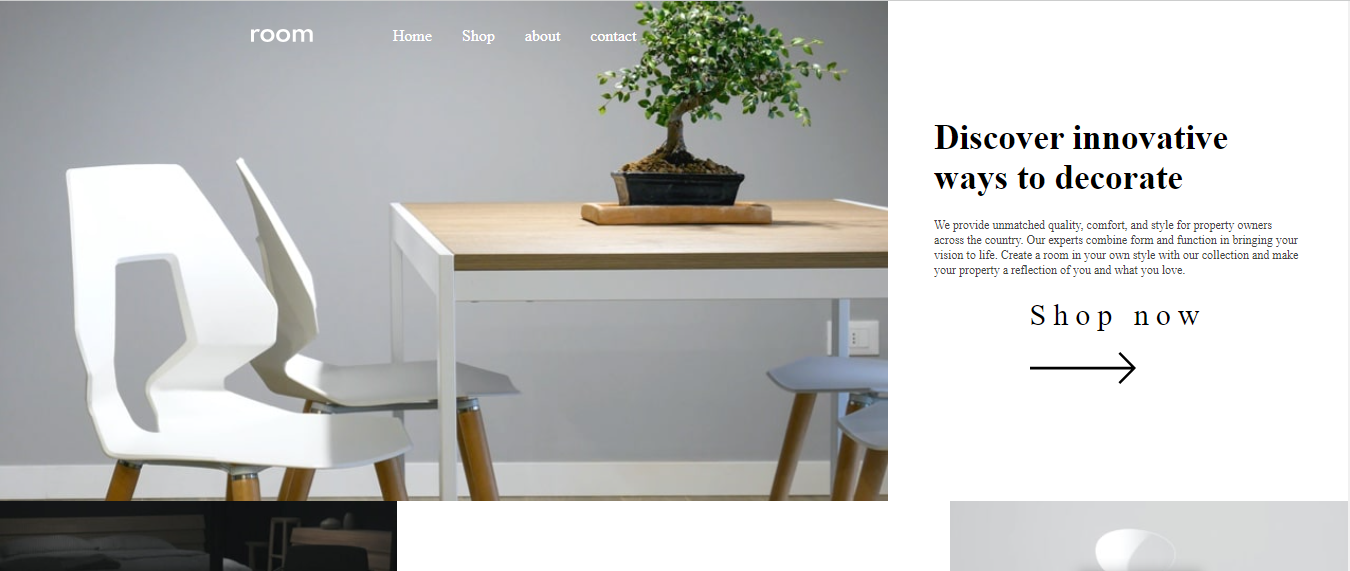 room Home Shop about contact
Discover innovative
ways to decorate
We provide unmatched quality, comfort, and style for property owners
across the country. Our experts combine form and function in bringing your
vision to life. Create a room in your own style with our collection and make
your property a reflection of you and what you love.
Shop now